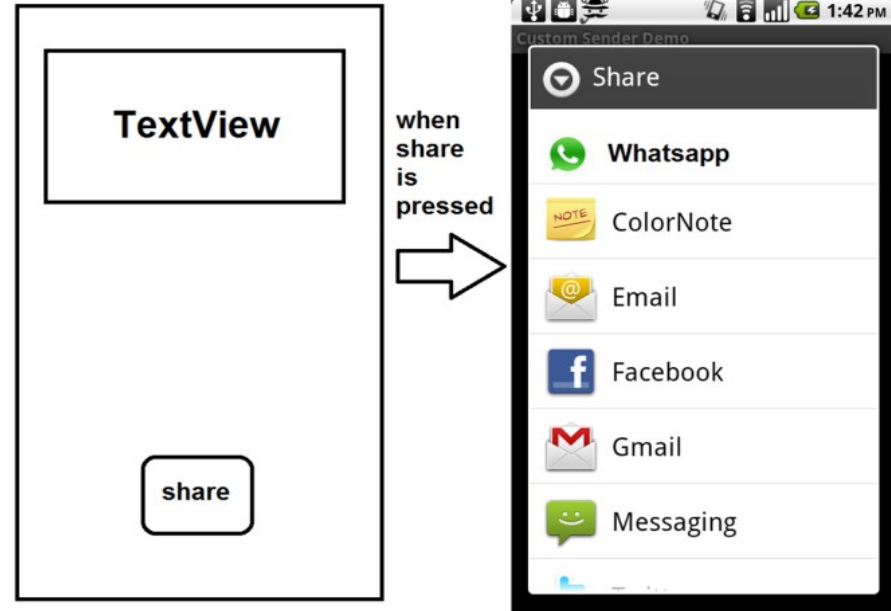 TextView
share
when
share
is
pressed
1:42 PM
Custom Sender Demo
Share
Whatsapp
NOTE
ColorNote
@
Email
f
Facebook
M
Gmail
Messaging